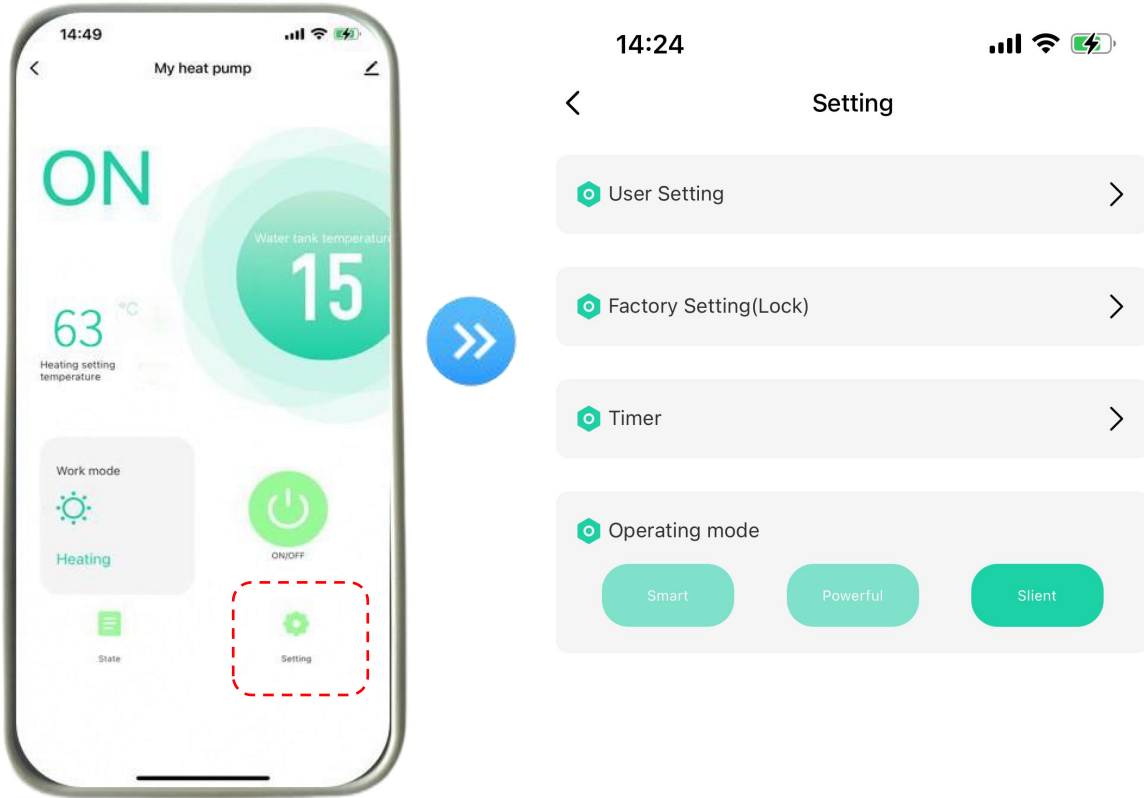 14:49
My heat pump
ON
Water tank temperature
15
63 °C
Heating setting
temperature
Work mode
Heating
ON/OFF
State
Setting
14:24
Setting
User Setting
Factory Setting(Lock)
Timer
Operating mode
Smart
Powerful
Slient